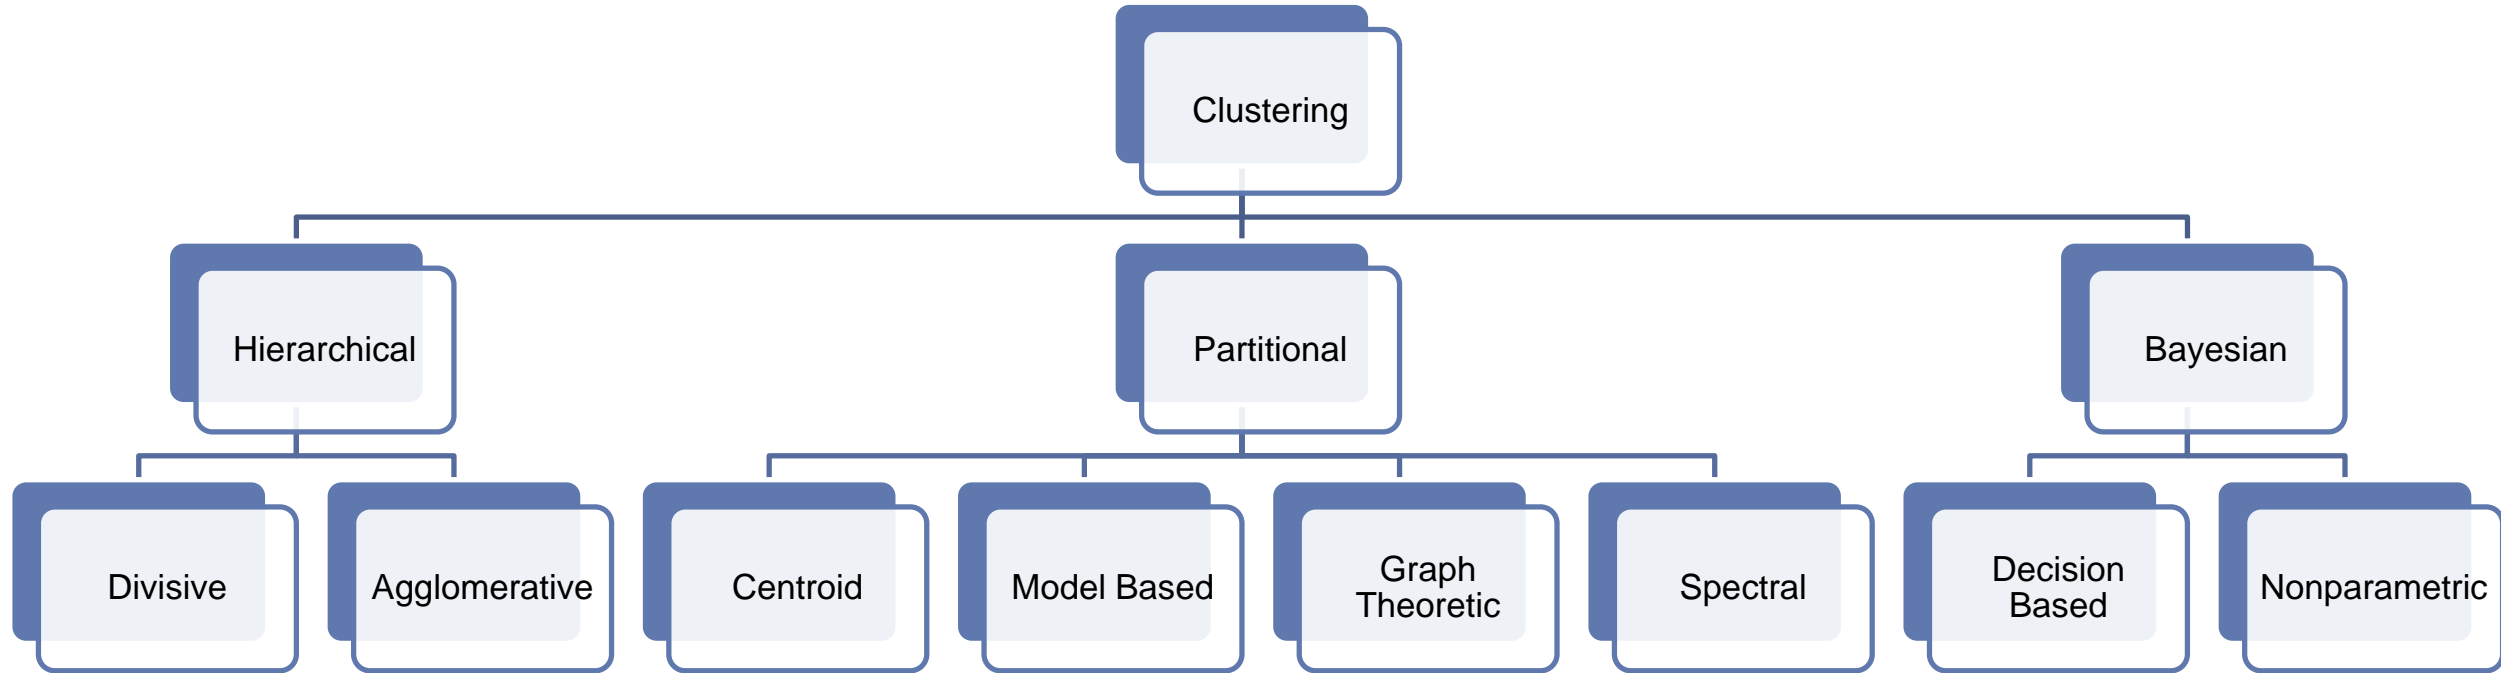 Clustering
Hierarchical
Partitional
Bayesian
Divisive
Agglomerative
Centroid
Model Based
Graph
Theoretic
Spectral
Decision
Based
Nonparametric